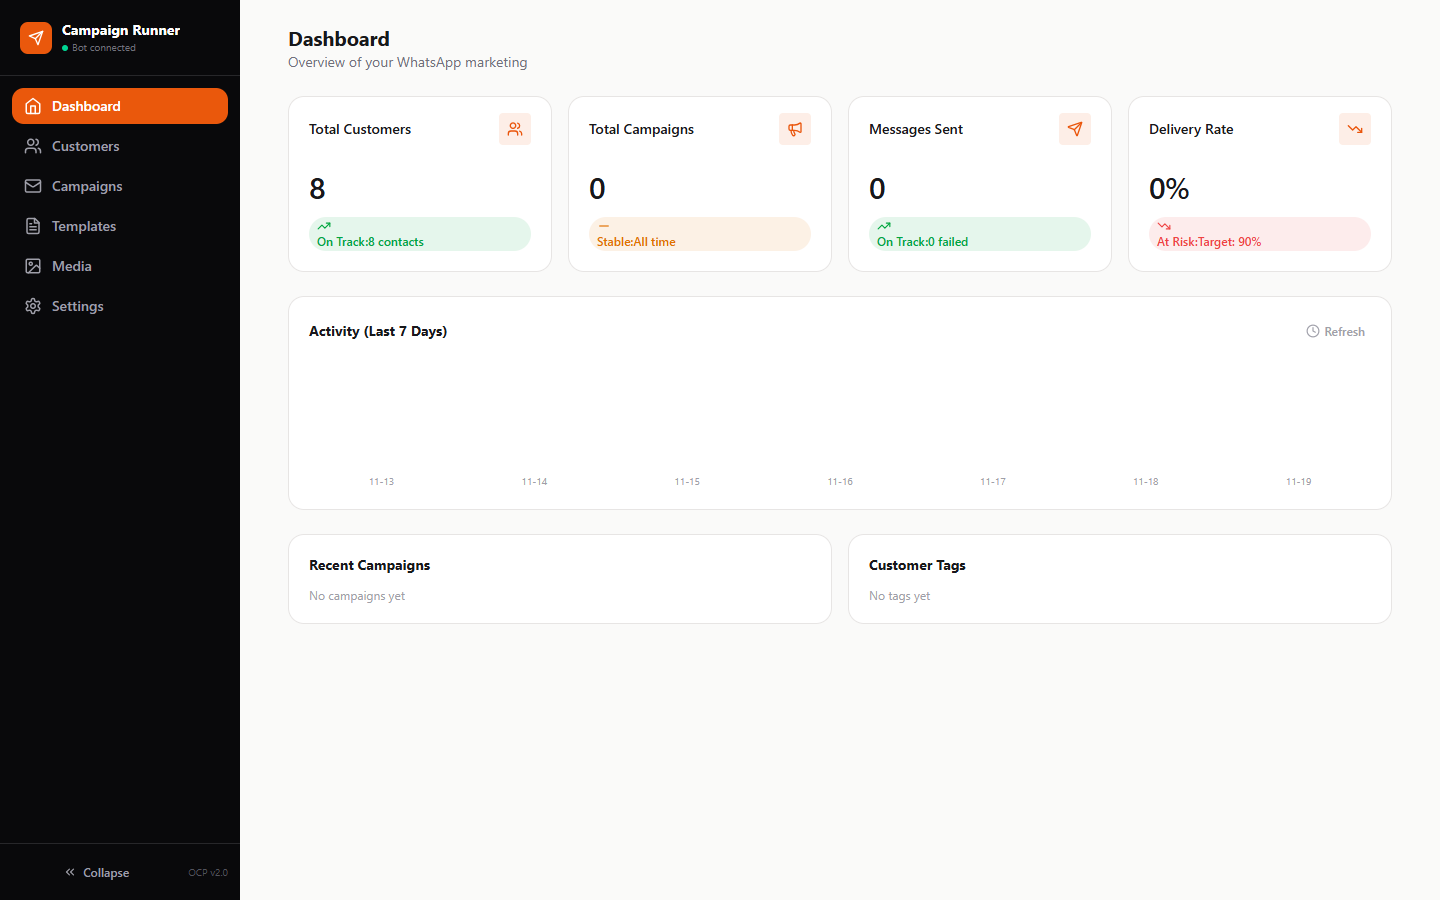 Campaign Runner
Bot connected
Dashboard
Customers
Campaigns
Templates
Media
Settings
Collapse
OCP v2.0
Dashboard
Overview of your WhatsApp marketing
Total Customers
8
On Track:8 contacts
Total Campaigns
0
Stable:All time
Messages Sent
0
On Track:0 failed
Delivery Rate
0%
At Risk:Target: 90%
Activity (Last 7 Days)
Refresh
11-13 11-14 11-15 11-16 11-17 11-18 11-19
Recent Campaigns
No campaigns yet
Customer Tags
No tags yet